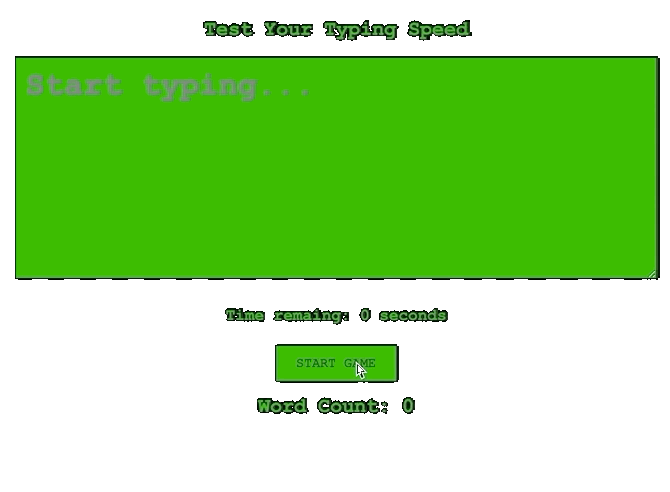 Test Your Typing Speed
Start typing...
Time remaing: 0 seconds
START GAME
Word Count: 0